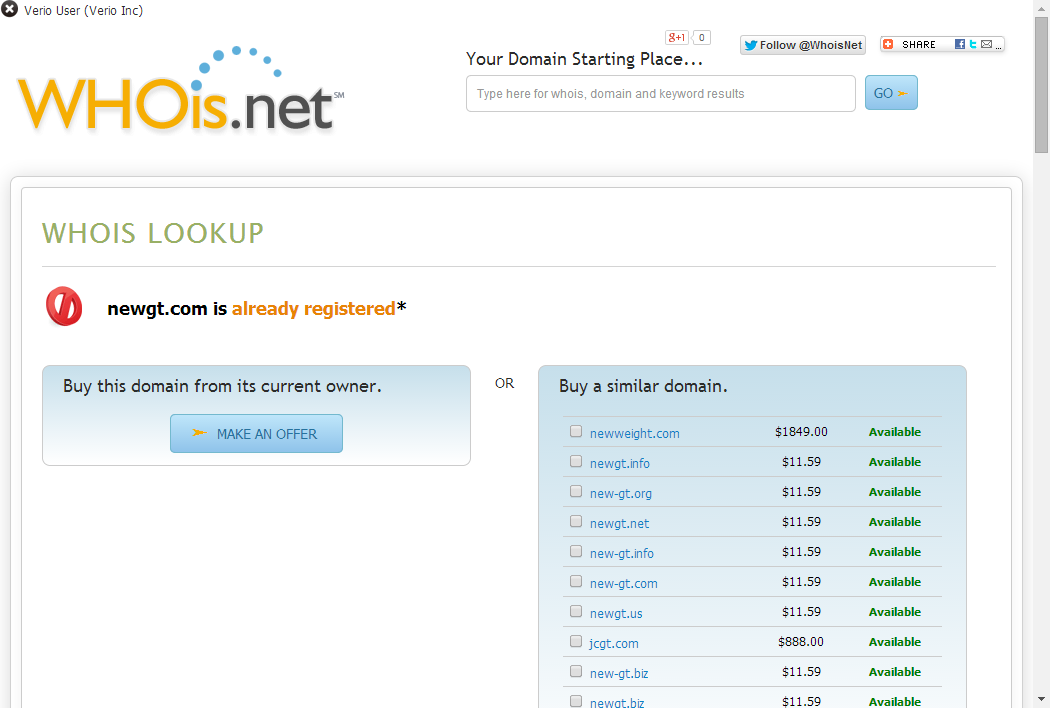 Verio User (Verio Inc)
g+1 0
Follow @WhoisNet
SHARE ...
WHOis.net℠
Your Domain Starting Place...
Type here for whois, domain and keyword results
GO
WHOIS LOOKUP
newgt.com is already registered*
Buy this domain from its current owner.
MAKE AN OFFER
OR
Buy a similar domain.
newweight.com $1849.00 Available
newgt.info $11.59 Available
new-gt.org $11.59 Available
newgt.net $11.59 Available
new-gt.info $11.59 Available
new-gt.com $11.59 Available
newgt.us $11.59 Available
jcgt.com $888.00 Available
new-gt.biz $11.59 Available
newgt.biz $11.59 Available